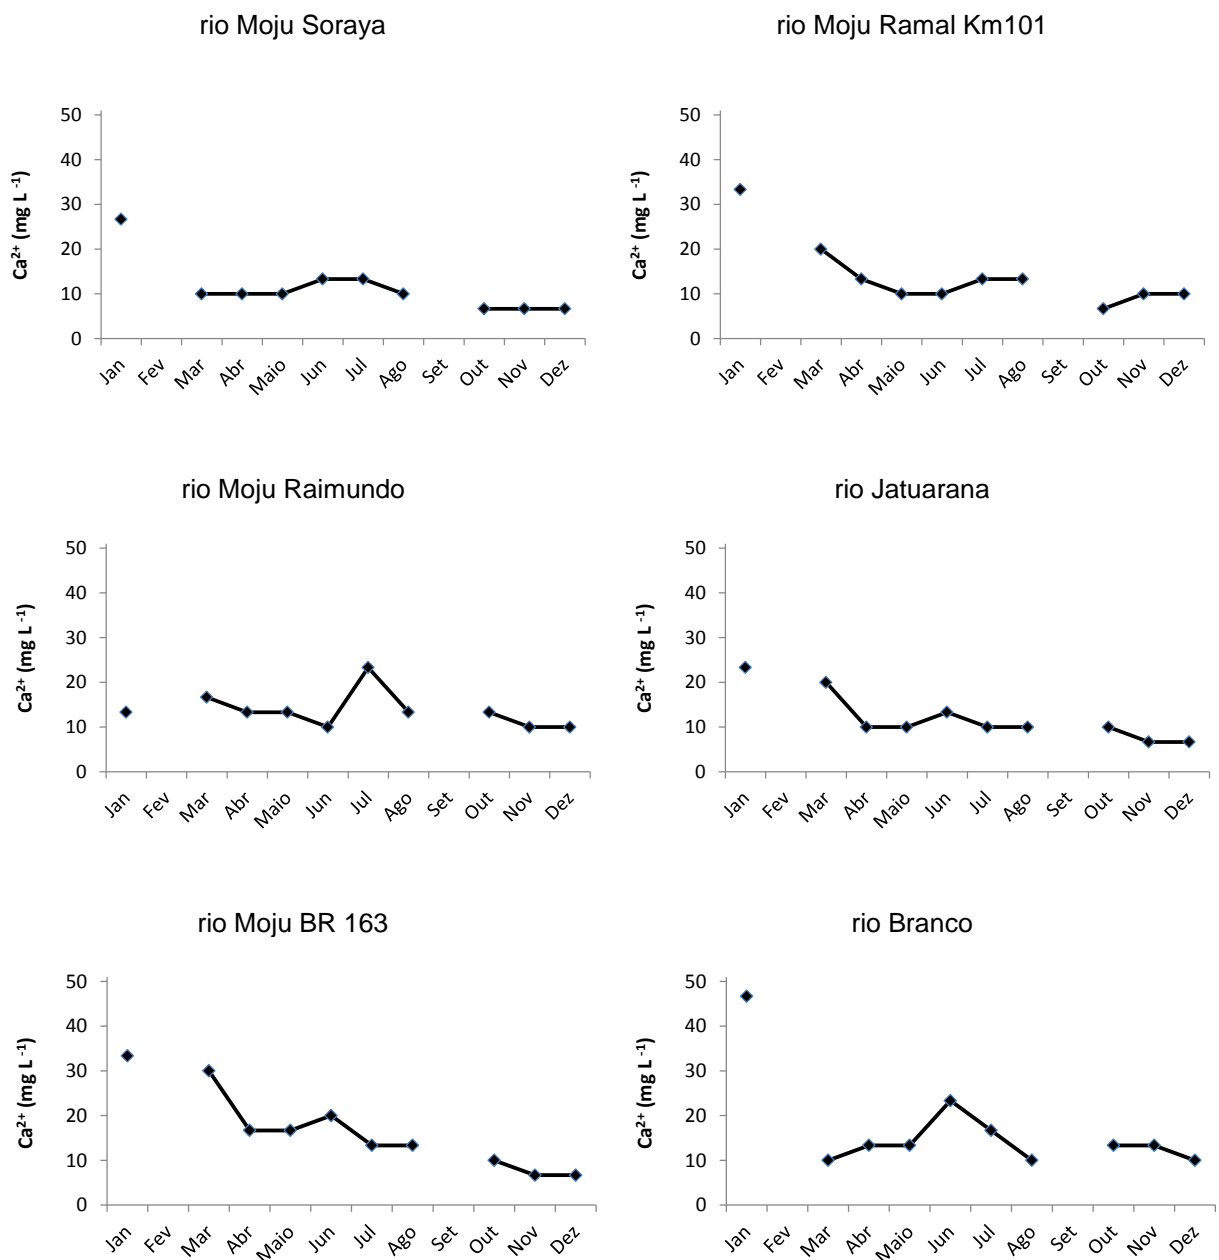 rio Moju Soraya
Ca²⁺ (mg L ⁻¹)
50
40
30
20
10
0
Jan Fev Mar Abr Maio Jun Jul Ago Set Out Nov Dez
rio Moju Ramal Km101
Ca²⁺ (mg L ⁻¹)
50
40
30
20
10
0
Jan Fev Mar Abr Maio Jun Jul Ago Set Out Nov Dez
rio Moju Raimundo
Ca²⁺ (mg L ⁻¹)
50
40
30
20
10
0
Jan Fev Mar Abr Maio Jun Jul Ago Set Out Nov Dez
rio Jatuarana
Ca²⁺ (mg L ⁻¹)
50
40
30
20
10
0
Jan Fev Mar Abr Maio Jun Jul Ago Set Out Nov Dez
rio Moju BR 163
Ca²⁺ (mg L ⁻¹)
50
40
30
20
10
0
Jan Fev Mar Abr Maio Jun Jul Ago Set Out Nov Dez
rio Branco
Ca²⁺ (mg L ⁻¹)
50
40
30
20
10
0
Jan Fev Mar Abr Maio Jun Jul Ago Set Out Nov Dez